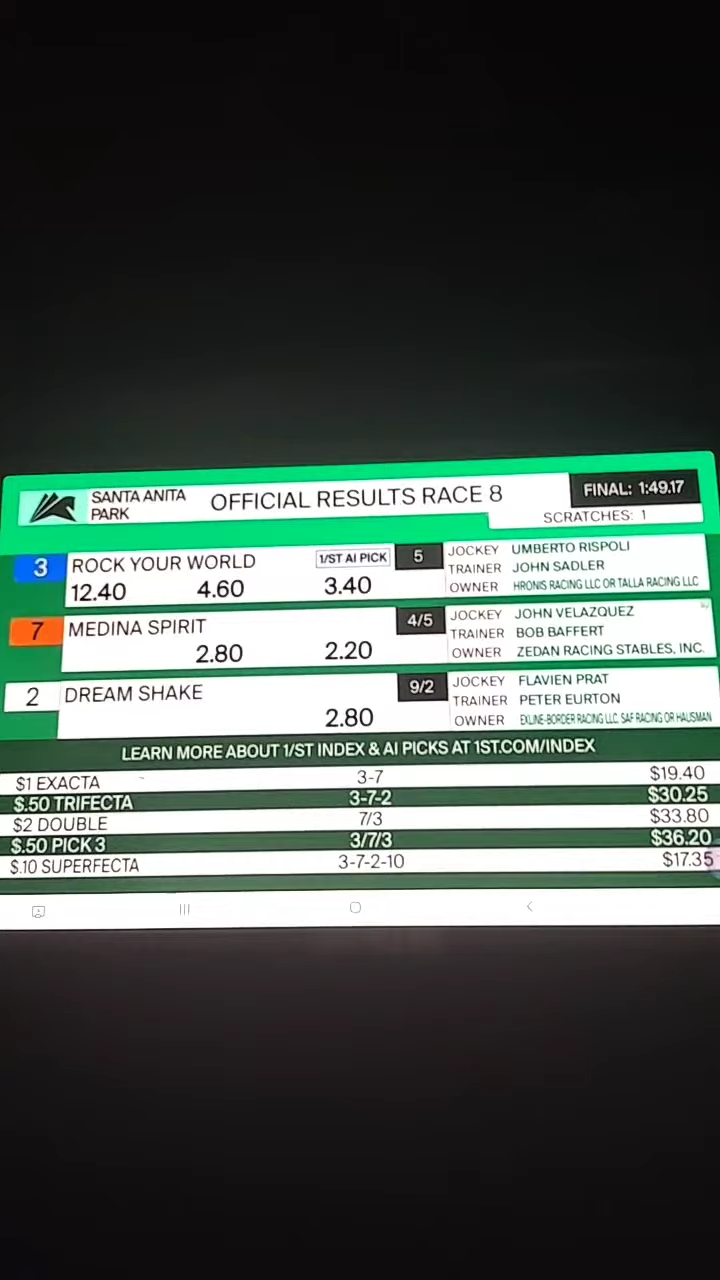 SANTA ANITA PARK
OFFICIAL RESULTS RACE 8
FINAL: 1:49.17
SCRATCHES: 1
3 ROCK YOUR WORLD 1/ST AI PICK 5
12.40 4.60 3.40
JOCKEY UMBERTO RISPOLI
TRAINER JOHN SADLER
OWNER HRONIS RACING LLC OR TALLA RACING LLC
7 MEDINA SPIRIT 4/5
2.80 2.20
JOCKEY JOHN VELAZQUEZ
TRAINER BOB BAFFERT
OWNER ZEDAN RACING STABLES, INC.
2 DREAM SHAKE 9/2
2.80
JOCKEY FLAVIEN PRAT
TRAINER PETER EURTON
OWNER EXLINE-BORDER RACING LLC, SAF RACING OR HAUSMAN
LEARN MORE ABOUT 1/ST INDEX & AI PICKS AT 1ST.COM/INDEX
$1 EXACTA 3-7 $19.40
$.50 TRIFECTA 3-7-2 $30.25
$2 DOUBLE 7/3 $33.80
$.50 PICK 3 3/7/3 $36.20
$.10 SUPERFECTA 3-7-2-10 $17.35